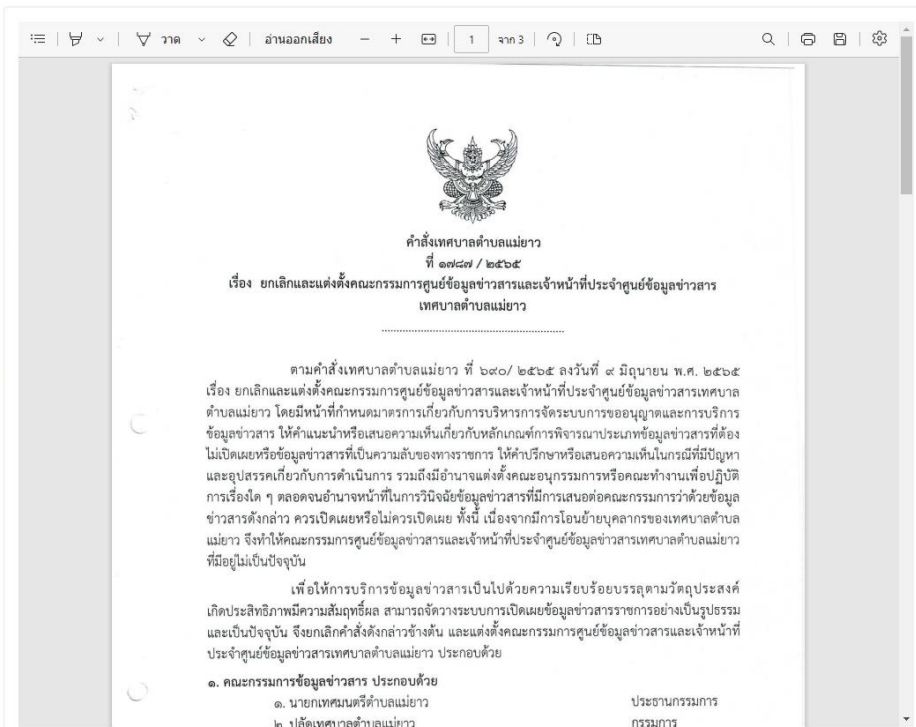 วาด อ่านออกเสียง 1 จาก 3
คำสั่งเทศบาลตำบลแม่ยาว
ที่ ๑๗๘๗ / ๒๕๖๕
เรื่อง ยกเลิกและแต่งตั้งคณะกรรมการศูนย์ข้อมูลข่าวสารและเจ้าหน้าที่ประจำศูนย์ข้อมูลข่าวสาร
เทศบาลตำบลแม่ยาว
ตามคำสั่งเทศบาลตำบลแม่ยาว ที่ ๖๙๐/ ๒๕๖๕ ลงวันที่ ๙ มิถุนายน พ.ศ. ๒๕๖๕
เรื่อง ยกเลิกและแต่งตั้งคณะกรรมการศูนย์ข้อมูลข่าวสารและเจ้าหน้าที่ประจำศูนย์ข้อมูลข่าวสารเทศบาล
ตำบลแม่ยาว โดยมีหน้าที่กำหนดมาตรการเกี่ยวกับการบริหารการจัดระบบการขออนุญาตและการบริการ
ข้อมูลข่าวสาร ให้คำแนะนำหรือเสนอความเห็นเกี่ยวกับหลักเกณฑ์การพิจารณาประเภทข้อมูลข่าวสารที่ต้อง
ไม่เปิดเผยหรือข้อมูลข่าวสารที่เป็นความลับของทางราชการ ให้คำปรึกษาหรือเสนอความเห็นในกรณีที่มีปัญหา
และอุปสรรคเกี่ยวกับการดำเนินการ รวมถึงมีอำนาจแต่งตั้งคณะอนุกรรมการหรือคณะทำงานเพื่อปฏิบัติ
การเรื่องใด ๆ ตลอดจนอำนาจหน้าที่ในการวินิจฉัยข้อมูลข่าวสารที่มีการเสนอต่อคณะกรรมการว่าด้วยข้อมูล
ข่าวสารดังกล่าว ควรเปิดเผยหรือไม่ควรเปิดเผย ทั้งนี้ เนื่องจากมีการโอนย้ายบุคลากรของเทศบาลตำบล
แม่ยาว จึงทำให้คณะกรรมการศูนย์ข้อมูลข่าวสารและเจ้าหน้าที่ประจำศูนย์ข้อมูลข่าวสารเทศบาลตำบลแม่ยาว
ที่มีอยู่ไม่เป็นปัจจุบัน
เพื่อให้การบริการข้อมูลข่าวสารเป็นไปด้วยความเรียบร้อยบรรลุตามวัตถุประสงค์
เกิดประสิทธิภาพมีความสัมฤทธิ์ผล สามารถจัดวางระบบการเปิดเผยข้อมูลข่าวสารราชการอย่างเป็นรูปธรรม
และเป็นปัจจุบัน จึงยกเลิกคำสั่งดังกล่าวข้างต้น และแต่งตั้งคณะกรรมการศูนย์ข้อมูลข่าวสารและเจ้าหน้าที่
ประจำศูนย์ข้อมูลข่าวสารเทศบาลตำบลแม่ยาว ประกอบด้วย
๑. คณะกรรมการข้อมูลข่าวสาร ประกอบด้วย
๑. นายกเทศมนตรีตำบลแม่ยาว ประธานกรรมการ
๒. ปลัดเทศบาลตำบลแม่ยาว กรรมการ